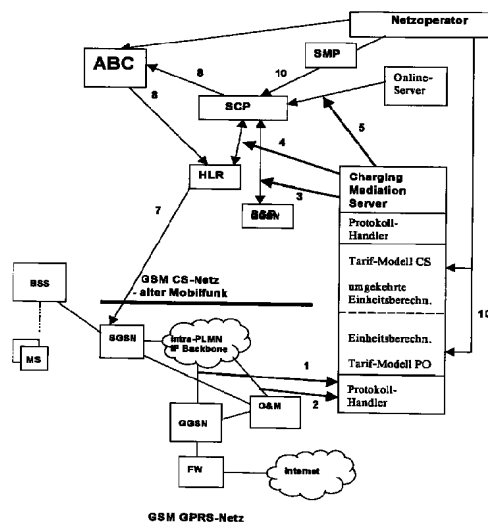 Netzoperator
SMP
ABC
8
10
Online-
Server
SCP
8
5
4
HLR
Charging
Mediation
Server
3
7
Protokoll-
Handler
GSM CS-Netz
- alter Mobilfunk
Tarif-Modell CS
BSS
umgekehrte
Einheitsberechn.
10
SGSN
Intra-PLMN
IP Backbone
Einheitsberechn.
MS
1
Tarif-Modell PO
O&M
2
Protokoll-
Handler
GGSN
FW
Internet
GSM GPRS-Netz